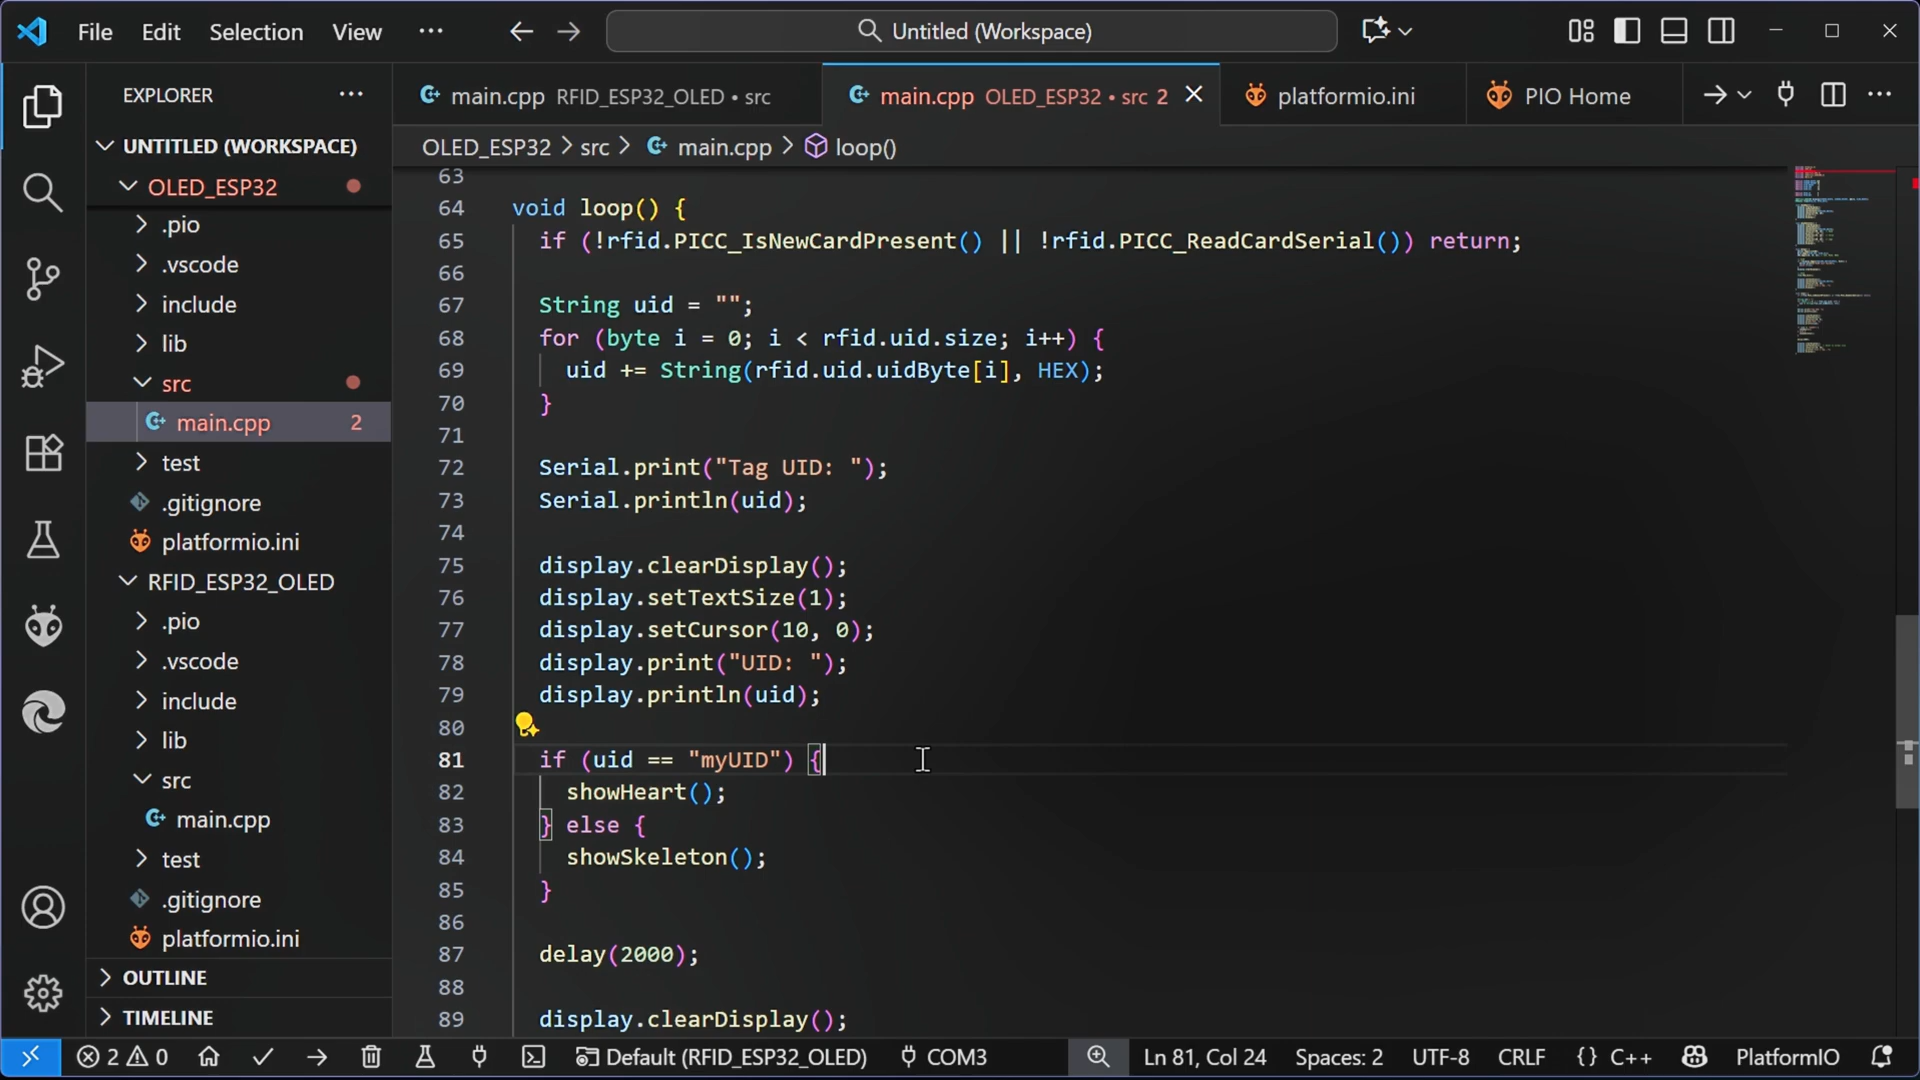 File Edit Selection View ··· Untitled (Workspace)
EXPLORER ···
UNTITLED (WORKSPACE)
OLED_ESP32
.pio
.vscode
include
lib
src
main.cpp 2
test
.gitignore
platformio.ini
RFID_ESP32_OLED
.pio
.vscode
include
lib
src
main.cpp
test
.gitignore
platformio.ini
OUTLINE
TIMELINE
main.cpp RFID_ESP32_OLED • src main.cpp OLED_ESP32 • src 2 platformio.ini PIO Home
OLED_ESP32 > src > main.cpp > loop()
63
64 void loop() {
65 if (!rfid.PICC_IsNewCardPresent() || !rfid.PICC_ReadCardSerial()) return;
66
67 String uid = "";
68 for (byte i = 0; i < rfid.uid.size; i++) {
69 uid += String(rfid.uid.uidByte[i], HEX);
70 }
71
72 Serial.print("Tag UID: ");
73 Serial.println(uid);
74
75 display.clearDisplay();
76 display.setTextSize(1);
77 display.setCursor(10, 0);
78 display.print("UID: ");
79 display.println(uid);
80
81 if (uid == "myUID") {
82 showHeart();
83 } else {
84 showSkeleton();
85 }
86
87 delay(2000);
88
89 display.clearDisplay();
2 0 Default (RFID_ESP32_OLED) COM3 Ln 81, Col 24 Spaces: 2 UTF-8 CRLF {} C++ PlatformIO